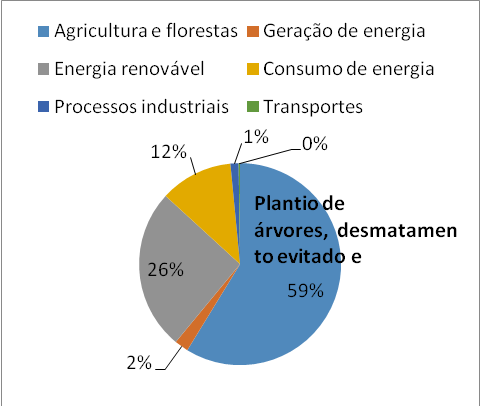 Agricultura e florestas Geração de energia
Energia renovável Consumo de energia
Processos industriais Transportes
1% 0%
12%
Plantio de
árvores, desmatamen
to evitado e
26%
59%
2%